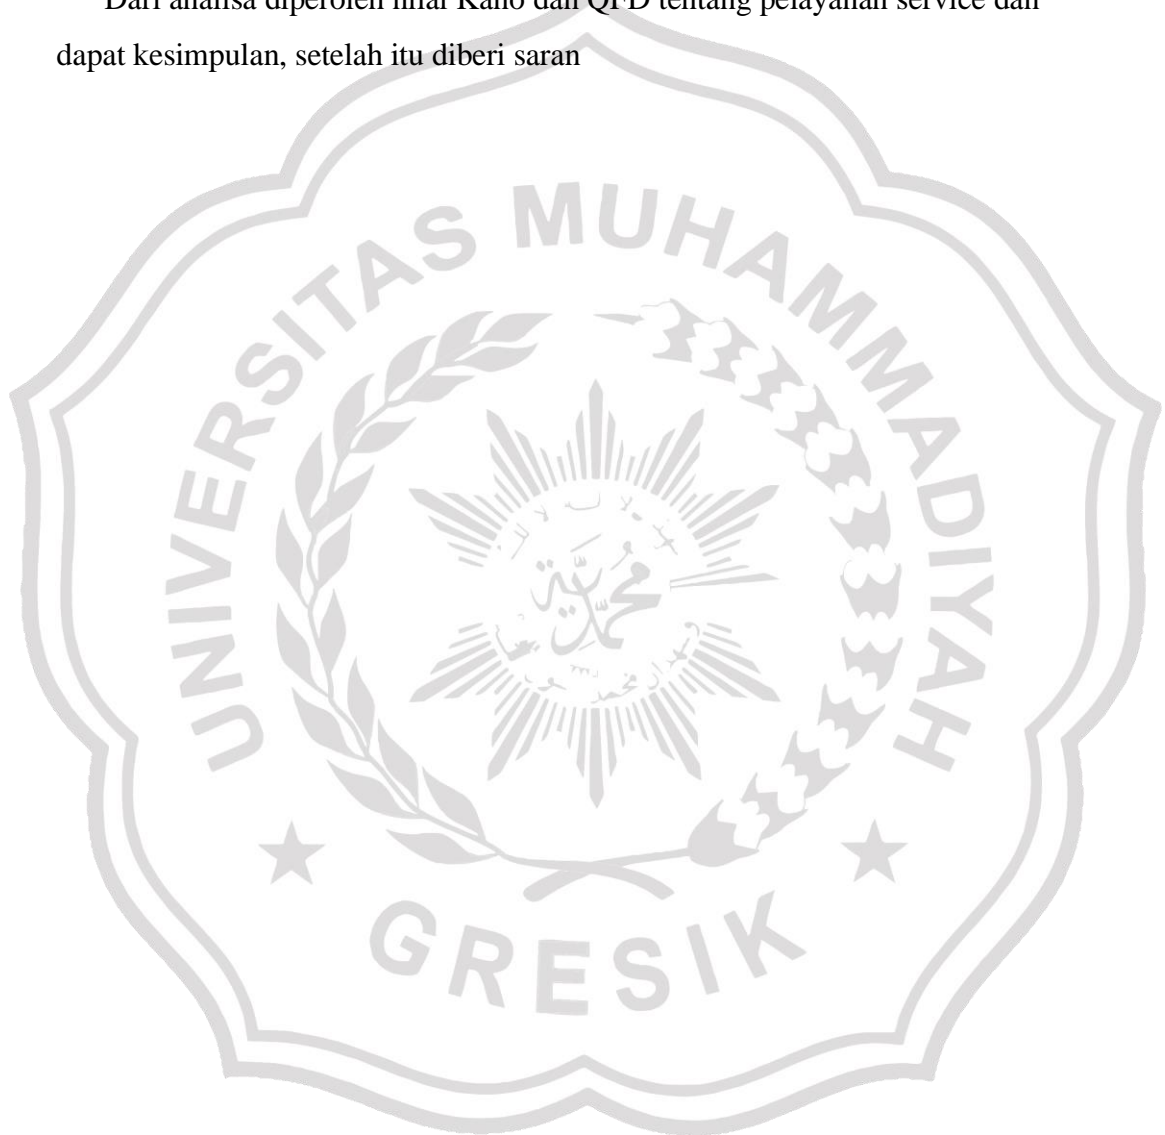 Dari analisa diperoleh nilai Kano dan QFD tentang pelayanan service dan
dapat kesimpulan, setelah itu diberi saran
UNIVERSITAS MUHAMMADIYAH
محمدية
GRESIK